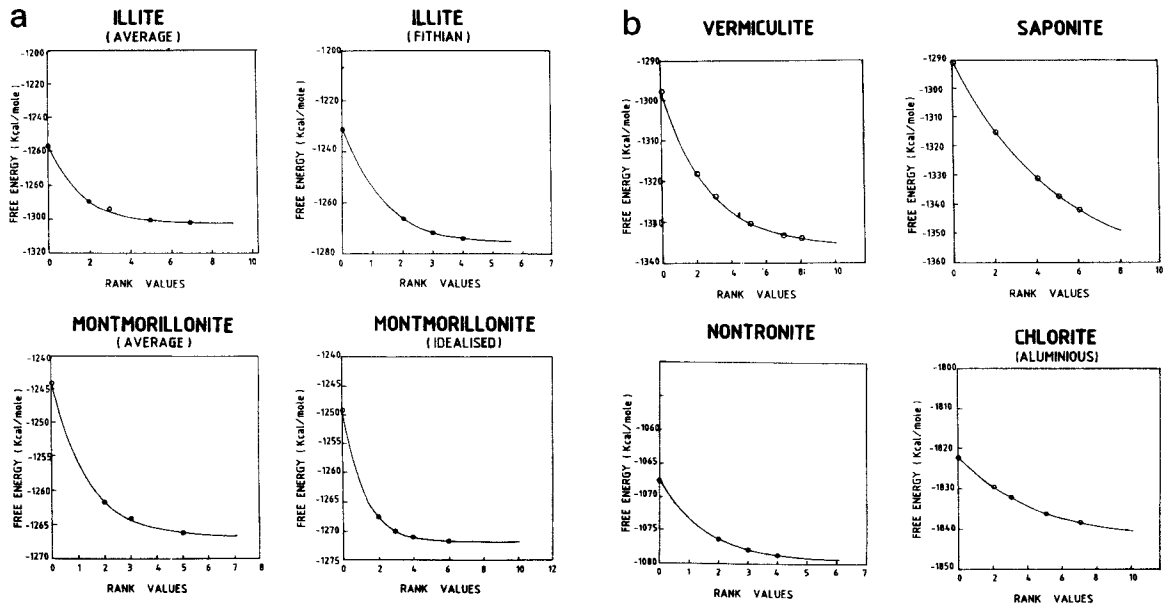 a
ILLITE
(AVERAGE)
FREE ENERGY (Kcal/mole)
-1200
-1220
-1240
-1260
-1280
-1300
-1320
0 2 4 6 8 10
RANK VALUES
ILLITE
(FITHIAN)
FREE ENERGY (Kcal/mole)
-1200
-1220
-1240
-1260
-1280
0 1 2 3 4 5 6 7
RANK VALUES
MONTMORILLONITE
(AVERAGE)
FREE ENERGY (Kcal/mole)
-1240
-1245
-1250
-1255
-1260
-1265
-1270
0 1 2 3 4 5 6 7 8
RANK VALUES
MONTMORILLONITE
(IDEALISED)
FREE ENERGY (Kcal/mole)
-1240
-1245
-1250
-1255
-1260
-1265
-1270
-1275
0 2 4 6 8 10 12
RANK VALUES
b
VERMICULITE
FREE ENERGY (Kcal/mole)
-1290
-1300
-1310
-1320
-1330
-1340
0 2 4 6 8 10
RANK VALUES
SAPONITE
FREE ENERGY (Kcal/mole)
-1290
-1300
-1310
-1320
-1330
-1340
-1350
-1360
0 2 4 6 8 10
RANK VALUES
NONTRONITE
FREE ENERGY (Kcal/mole)
-1060
-1065
-1070
-1075
-1080
0 1 2 3 4 5 6 7
RANK VALUES
CHLORITE
(ALUMINIOUS)
FREE ENERGY (Kcal/mole)
-1800
-1810
-1820
-1830
-1840
-1850
0 2 4 6 8 10
RANK VALUES